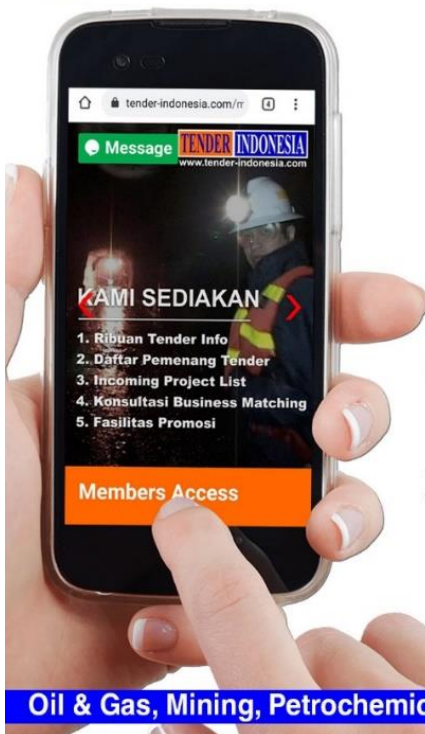 tender-indonesia.com/m
4
Message
TENDER INDONESIA
www.tender-indonesia.com
KAMI SEDIAKAN
1. Ribuan Tender Info
2. Daftar Pemenang Tender
3. Incoming Project List
4. Konsultasi Business Matching
5. Fasilitas Promosi
Members Access
Oil & Gas, Mining, Petrochemic